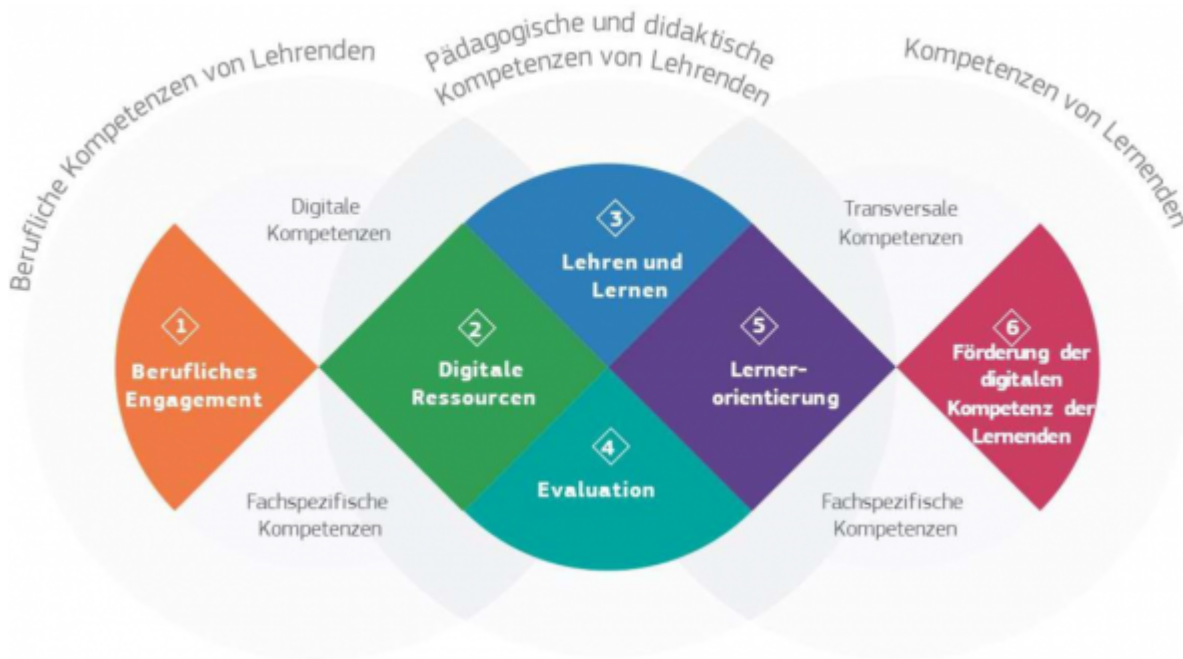 Berufliche Kompetenzen von Lehrenden
Pädagogische und didaktische
Kompetenzen von Lehrenden
Kompetenzen von Lernenden
Digitale
Kompetenzen
Transversale
Kompetenzen
1
Berufliches
Engagement
2
Digitale
Ressourcen
3
Lehren und
Lernen
4
Evaluation
5
Lerner-
orientierung
6
Förderung der
digitalen
Kompetenz der
Lernenden
Fachspezifische
Kompetenzen
Fachspezifische
Kompetenzen